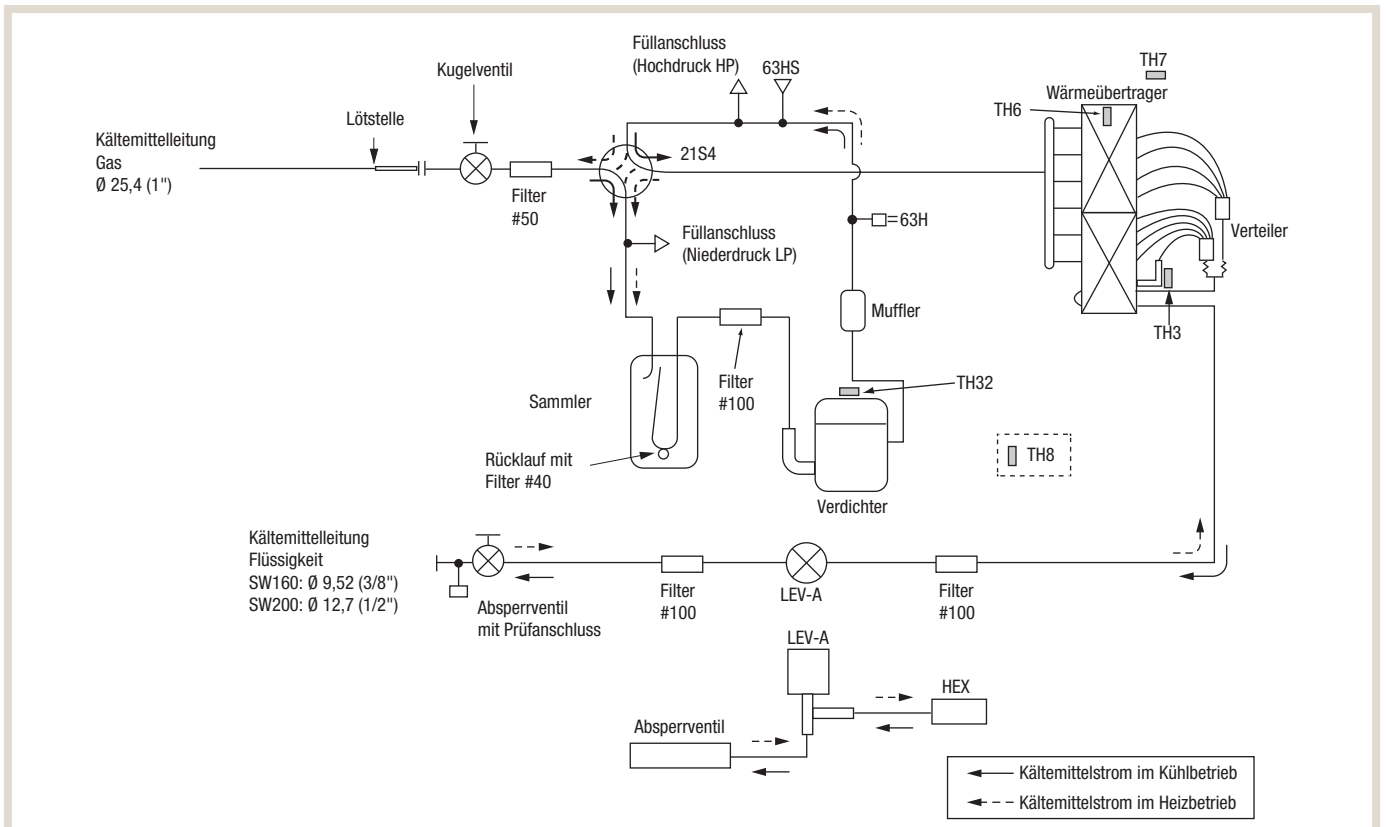 Füllanschluss
(Hochdruck HP)
63HS
TH7
Kugelventil
Wärmeübertrager
TH6
Lötstelle
Kältemittelleitung
Gas
Ø 25,4 (1")
21S4
Filter
#50
63H
Füllanschluss
(Niederdruck LP)
Verteiler
Muffler
TH3
Filter
#100
TH32
Sammler
Rücklauf mit
Filter #40
TH8
Verdichter
Kältemittelleitung
Flüssigkeit
SW160: Ø 9,52 (3/8")
SW200: Ø 12,7 (1/2")
Absperrventil
mit Prüfanschluss
Filter
#100
LEV-A
Filter
#100
LEV-A
HEX
Absperrventil
Kältemittelstrom im Kühlbetrieb
Kältemittelstrom im Heizbetrieb